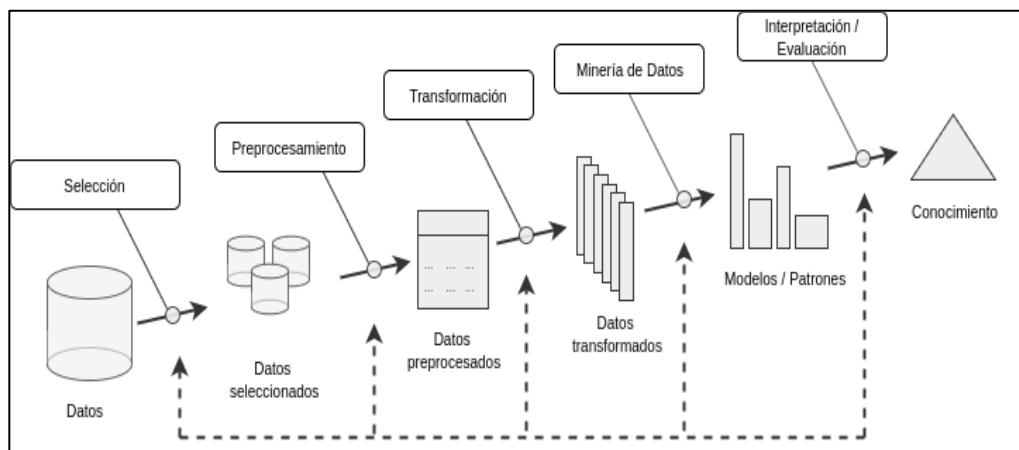 Interpretación /
Evaluación
Minería de Datos
Transformación
Preprocesamiento
Selección
Datos
Datos
seleccionados
Datos
preprocesados
... ... ...
... ... ...
Datos
transformados
Modelos / Patrones
Conocimiento